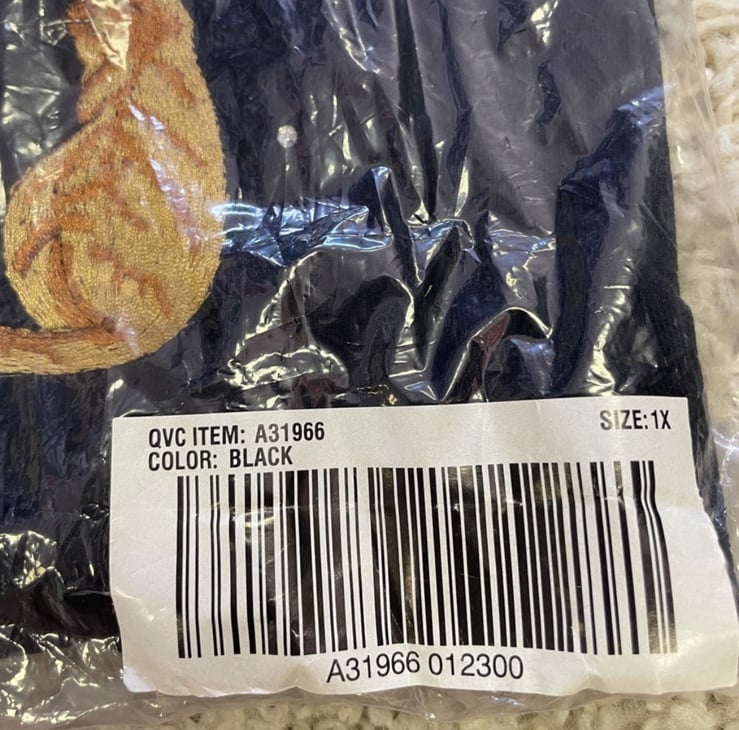 QVC ITEM: A31966
SIZE: 1X
COLOR: BLACK
A31966 012300